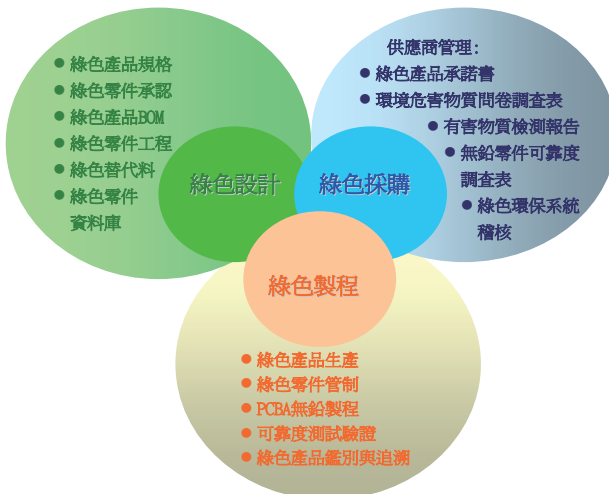 ● 綠色產品規格
● 綠色零件承認
● 綠色產品BOM
● 綠色零件工程
● 綠色替代料
● 綠色零件
資料庫
綠色設計
供應商管理:
● 綠色產品承諾書
● 環境危害物質問卷調查表
● 有害物質檢測報告
● 無鉛零件可靠度
調查表
● 綠色環保系統
稽核
綠色採購
綠色製程
● 綠色產品生產
● 綠色零件管制
● PCBA無鉛製程
● 可靠度測試驗證
● 綠色產品鑑別與追溯